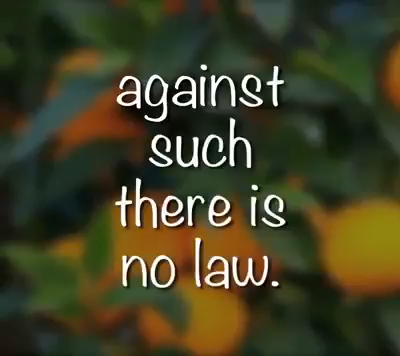 against
such
there is
no law.